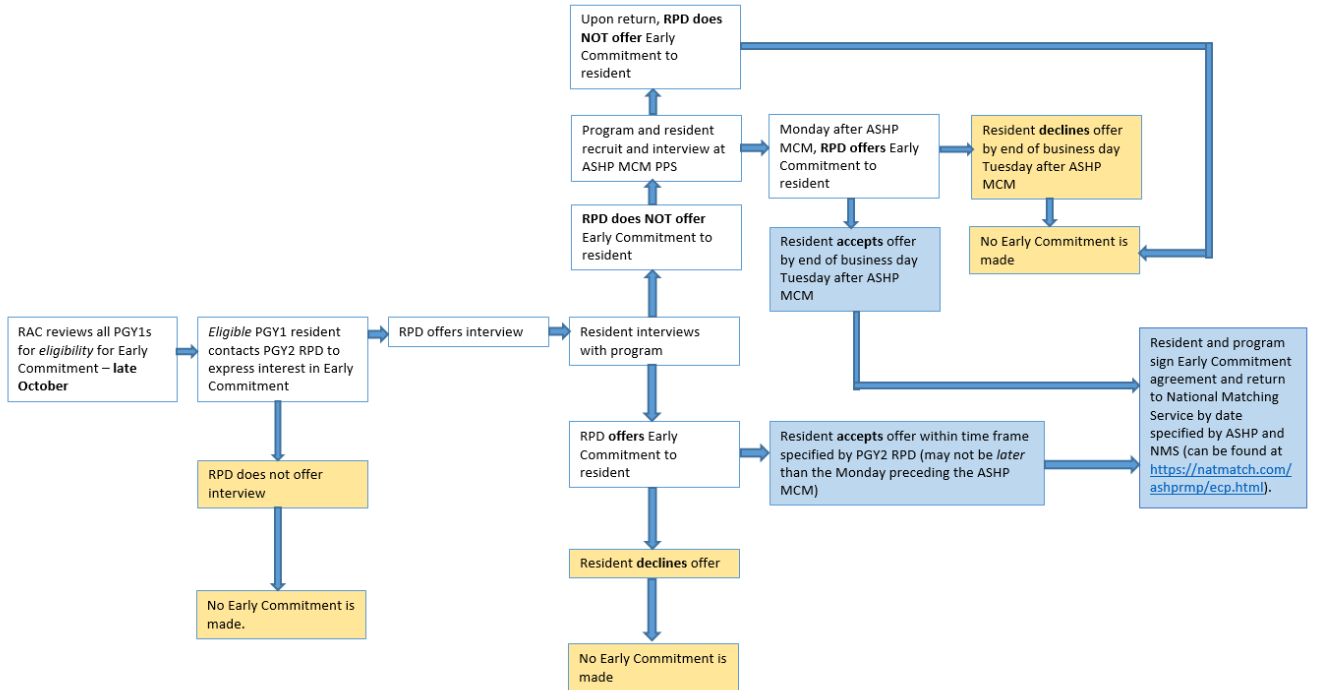 Upon return, RPD does
NOT offer Early
Commitment to
resident
Program and resident
recruit and interview at
ASHP MCM PPS
Monday after ASHP
MCM, RPD offers Early
Commitment to
resident
Resident declines offer
by end of business day
Tuesday after ASHP
MCM
RPD does NOT offer
Early Commitment to
resident
Resident accepts offer
by end of business day
Tuesday after ASHP
MCM
No Early Commitment is
made
RAC reviews all PGY1s
for eligibility for Early
Commitment – late
October
Eligible PGY1 resident
contacts PGY2 RPD to
express interest in Early
Commitment
RPD offers interview
Resident interviews
with program
Resident and program
sign Early Commitment
agreement and return
to National Matching
Service by date
specified by ASHP and
NMS (can be found at
https://natmatch.com/
ashprmp/ecp.html).
RPD offers Early
Commitment to
resident
Resident accepts offer within time frame
specified by PGY2 RPD (may not be later
than the Monday preceding the ASHP
MCM)
RPD does not offer
interview
Resident declines offer
No Early Commitment is
made.
No Early Commitment is
made